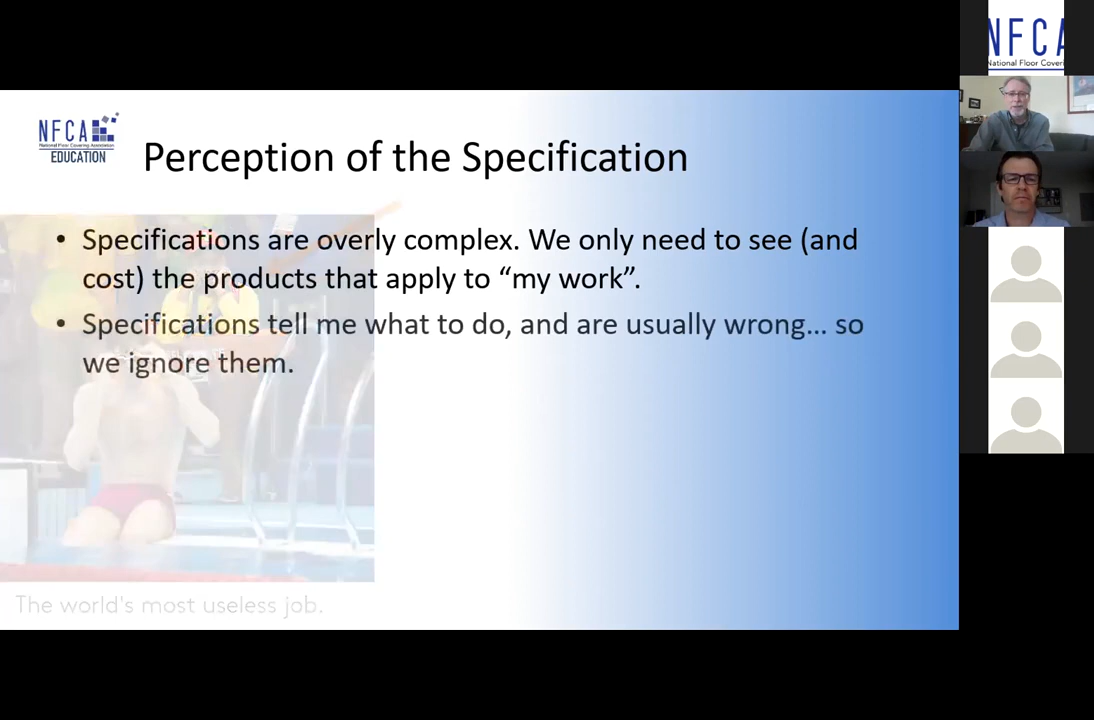 NFCA
National Floor Coveri
NFCA
National Floor Covering Association
EDUCATION
Perception of the Specification
• Specifications are overly complex. We only need to see (and
cost) the products that apply to “my work”.
• Specifications tell me what to do, and are usually wrong… so
we ignore them.
The world's most useless job.